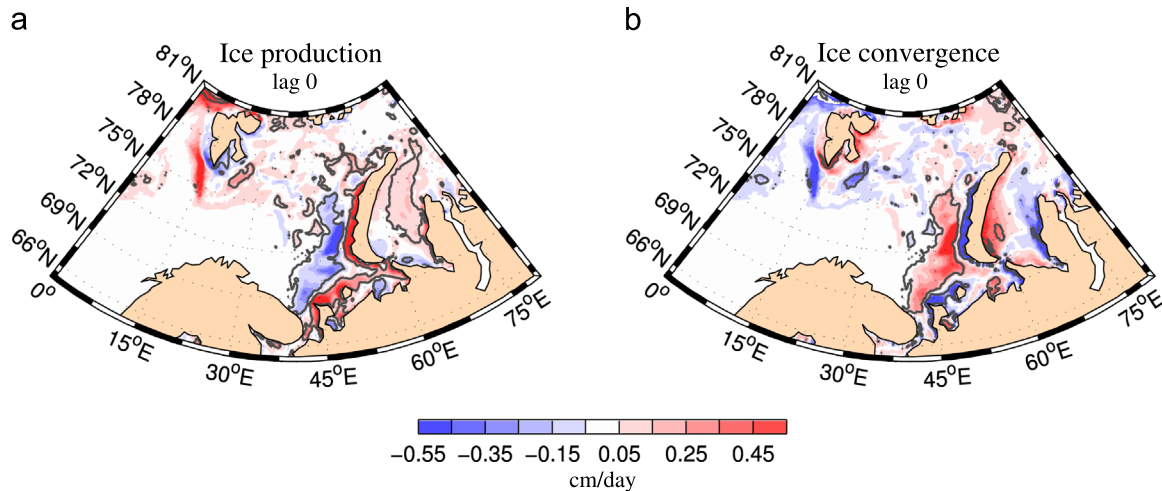 a
Ice production
lag 0
81°N
78°N
75°N
72°N
69°N
66°N
0°
15°E
30°E
45°E
60°E
75°E
b
Ice convergence
lag 0
81°N
78°N
75°N
72°N
69°N
66°N
0°
15°E
30°E
45°E
60°E
75°E
−0.55 −0.35 −0.15 0.05 0.25 0.45
cm/day